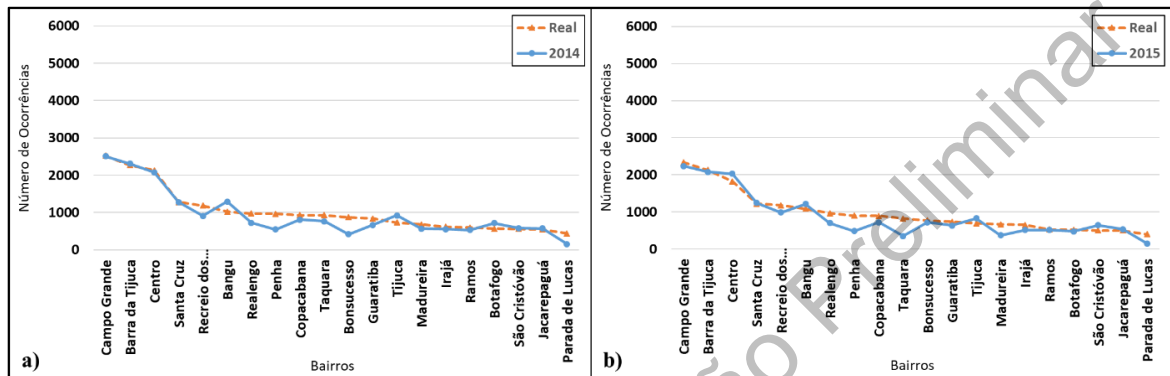 6000
5000
4000
3000
2000
1000
0
Número de Ocorrências
Real
2014
Campo Grande
Barra da Tijuca
Centro
Santa Cruz
Recreio dos...
Bangu
Realengo
Penha
Copacabana
Taquara
Bonsucesso
Guaratiba
Tijuca
Madureira
Irajá
Ramos
Botafogo
São Cristóvão
Jacarepaguá
Parada de Lucas
a)
Bairros
6000
5000
4000
3000
2000
1000
0
Número de Ocorrências
Real
2015
Campo Grande
Barra da Tijuca
Centro
Santa Cruz
Recreio dos...
Bangu
Realengo
Penha
Copacabana
Taquara
Bonsucesso
Guaratiba
Tijuca
Madureira
Irajá
Ramos
Botafogo
São Cristóvão
Jacarepaguá
Parada de Lucas
b)
Bairros
ão Preliminar